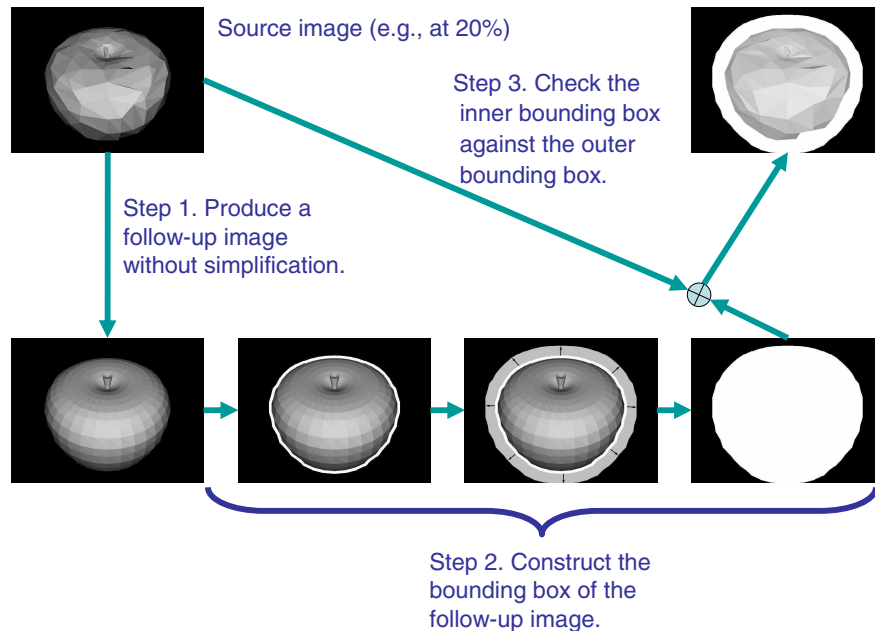 Source image (e.g., at 20%)
Step 3. Check the
inner bounding box
against the outer
bounding box.
Step 1. Produce a
follow-up image
without simplification.
Step 2. Construct the
bounding box of the
follow-up image.